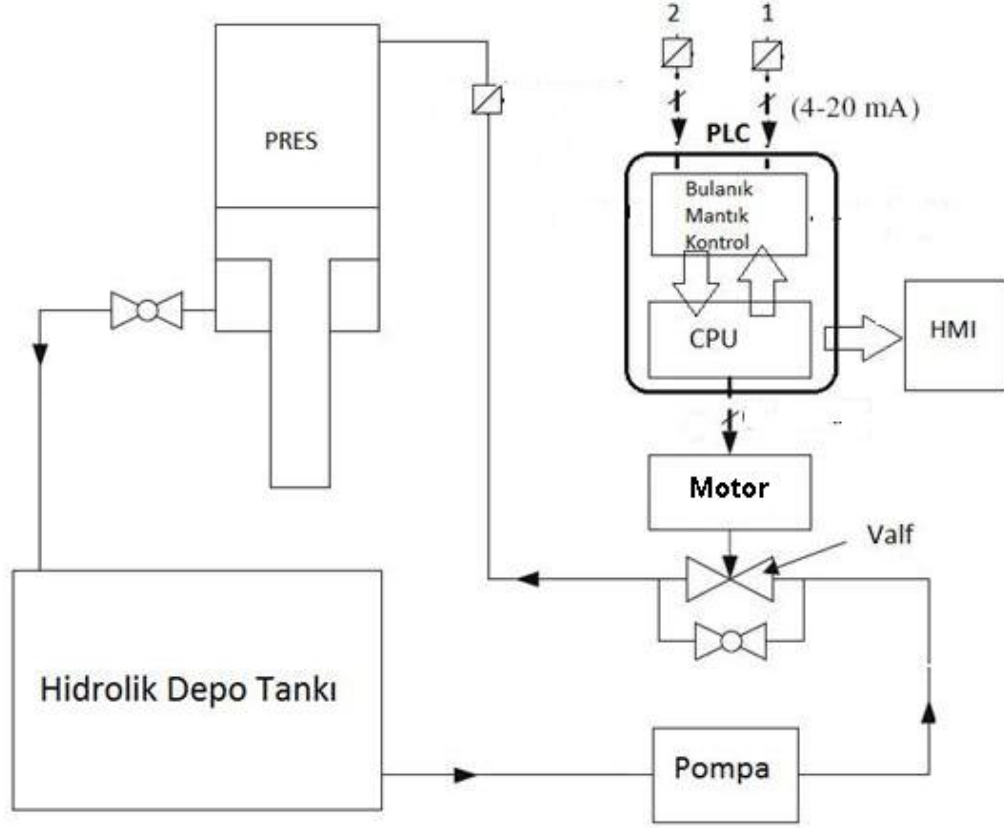 2 1
(4-20 mA)
PLC
PRES
Bulanık
Mantık
Kontrol
CPU
HMI
Motor
Valf
Hidrolik Depo Tankı
Pompa